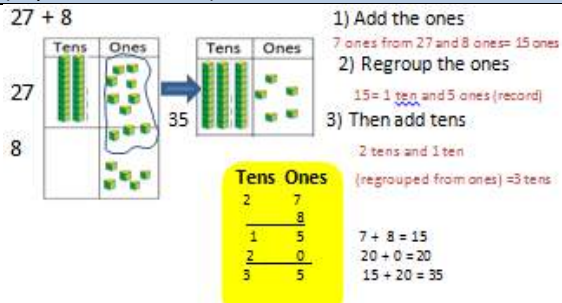 27 + 8
Tens Ones
27
8
Tens Ones
35
1) Add the ones
7 ones from 27 and 8 ones= 15 ones
2) Regroup the ones
15= 1 ten and 5 ones (record)
3) Then add tens
2 tens and 1 ten
(regrouped from ones) =3 tens
Tens Ones
2 7
8
1 5
2 0
3 5
7 + 8 = 15
20 + 0 = 20
15 + 20 = 35